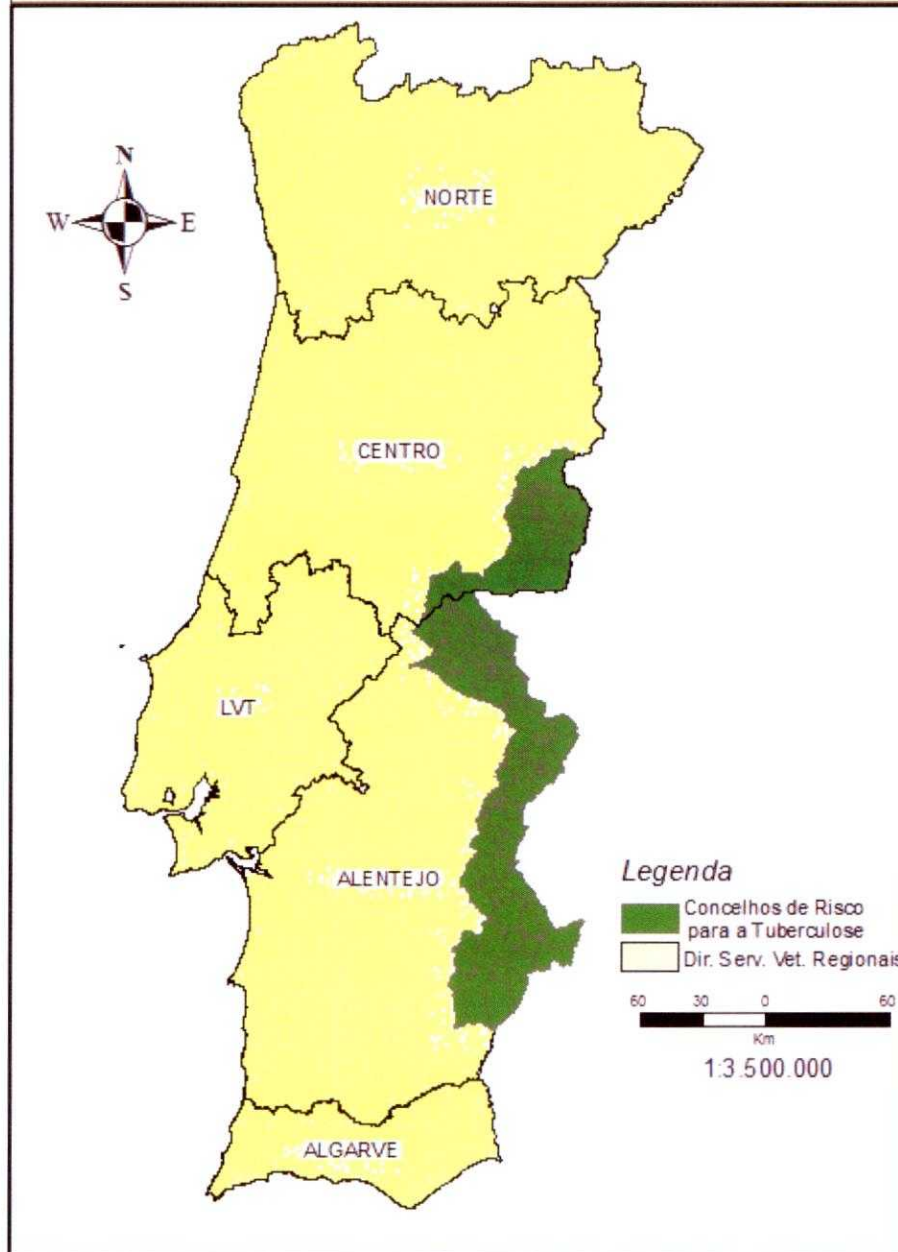 N
W E
S
NORTE
CENTRO
LVT
ALENTEJO
ALGARVE
Legenda
Concelhos de Risco
para a Tuberculose
Dir. Serv. Vet. Regionais
60 30 0 60
Km
1:3.500.000